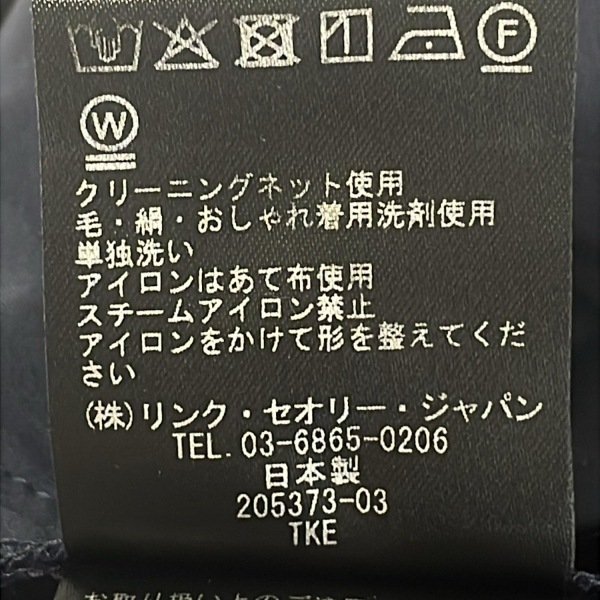 F
W
クリーニングネット使用
毛・絹・おしゃれ着用洗剤使用
単独洗い
アイロンはあて布使用
スチームアイロン禁止
アイロンをかけて形を整えてくだ
さい
(株)リンク・セオリー・ジャパン
TEL. 03-6865-0206
日本製
205373-03
TKE